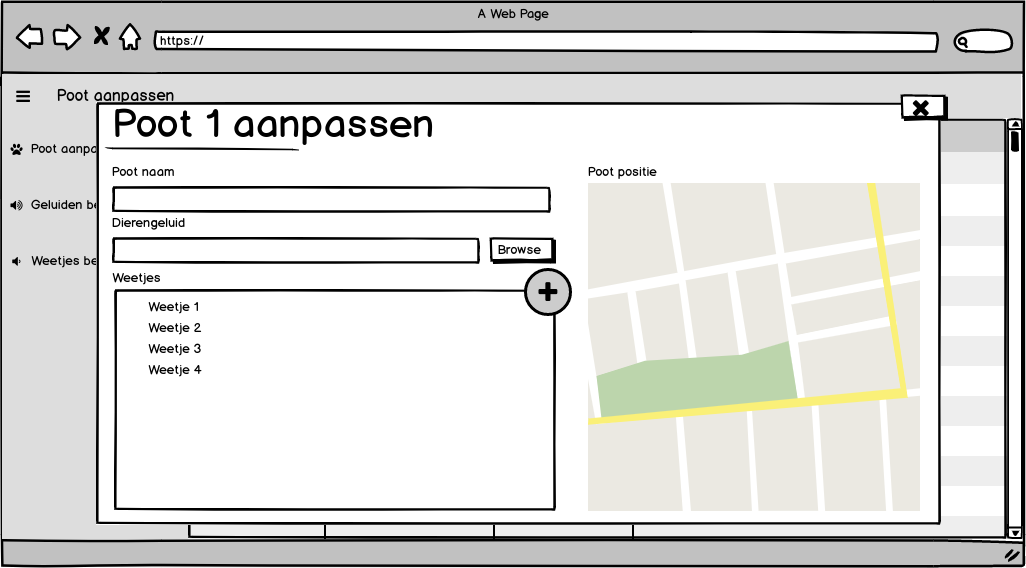 A Web Page
https://
Poot aanpassen
Poot 1 aanpassen
Poot aanpa
Geluiden be
Weetjes be
Poot naam
Dierengeluid
Browse
Weetjes
Weetje 1
Weetje 2
Weetje 3
Weetje 4
Poot positie